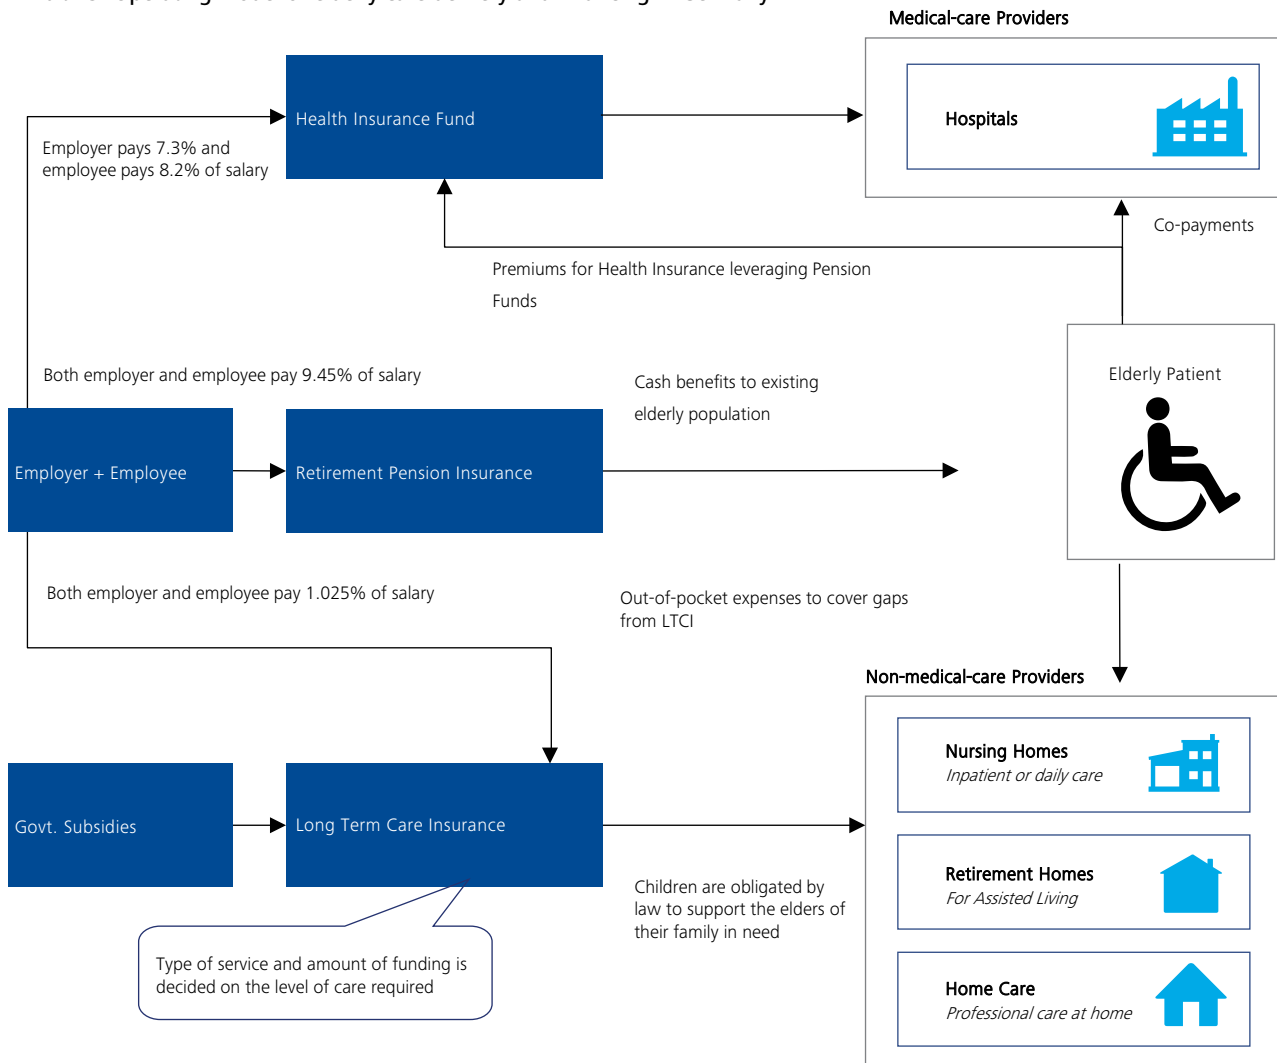 Medical-care Providers
Health Insurance Fund
Hospitals
Employer pays 7.3% and
employee pays 8.2% of salary
Co-payments
Premiums for Health Insurance leveraging Pension
Funds
Both employer and employee pay 9.45% of salary
Cash benefits to existing
elderly population
Elderly Patient
Employer + Employee
Retirement Pension Insurance
Both employer and employee pay 1.025% of salary
Out-of-pocket expenses to cover gaps
from LTCI
Non-medical-care Providers
Nursing Homes
Inpatient or daily care
Govt. Subsidies
Long Term Care Insurance
Retirement Homes
For Assisted Living
Children are obligated by
law to support the elders of
their family in need
Type of service and amount of funding is
decided on the level of care required
Home Care
Professional care at home